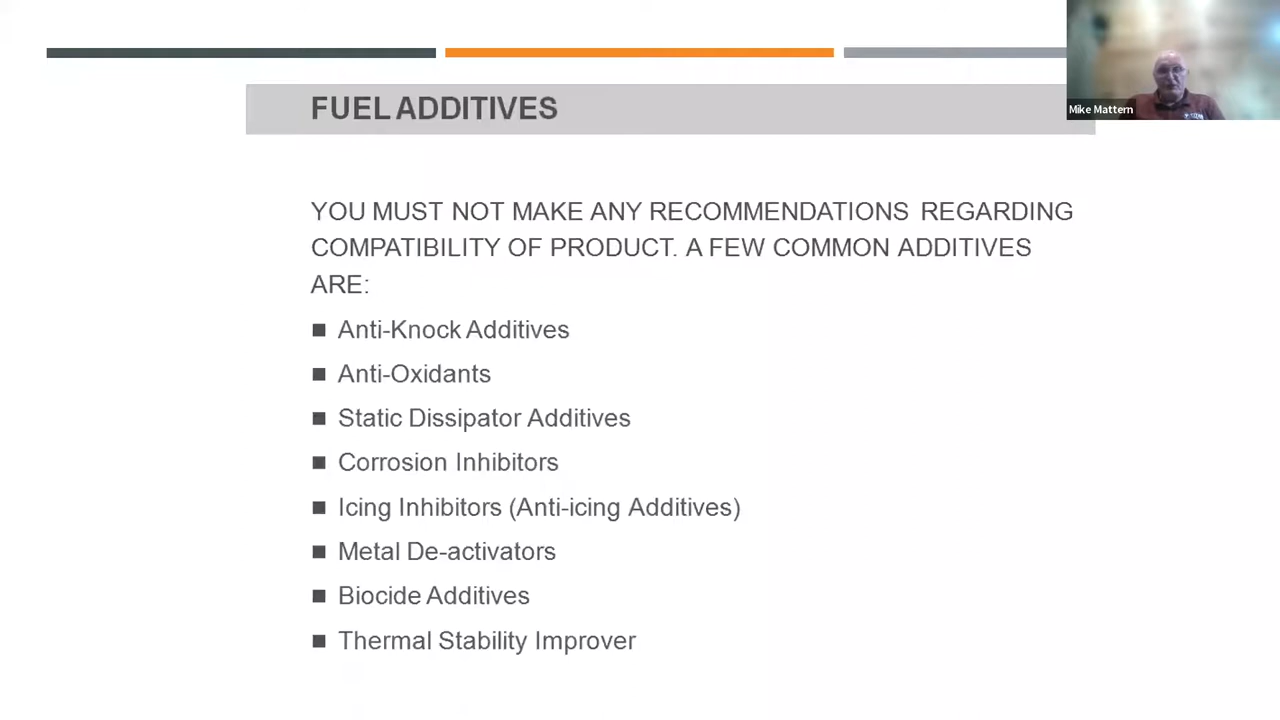 FUEL ADDITIVES
Mike Mattern
YOU MUST NOT MAKE ANY RECOMMENDATIONS REGARDING
COMPATIBILITY OF PRODUCT. A FEW COMMON ADDITIVES
ARE:
■ Anti-Knock Additives
■ Anti-Oxidants
■ Static Dissipator Additives
■ Corrosion Inhibitors
■ Icing Inhibitors (Anti-icing Additives)
■ Metal De-activators
■ Biocide Additives
■ Thermal Stability Improver